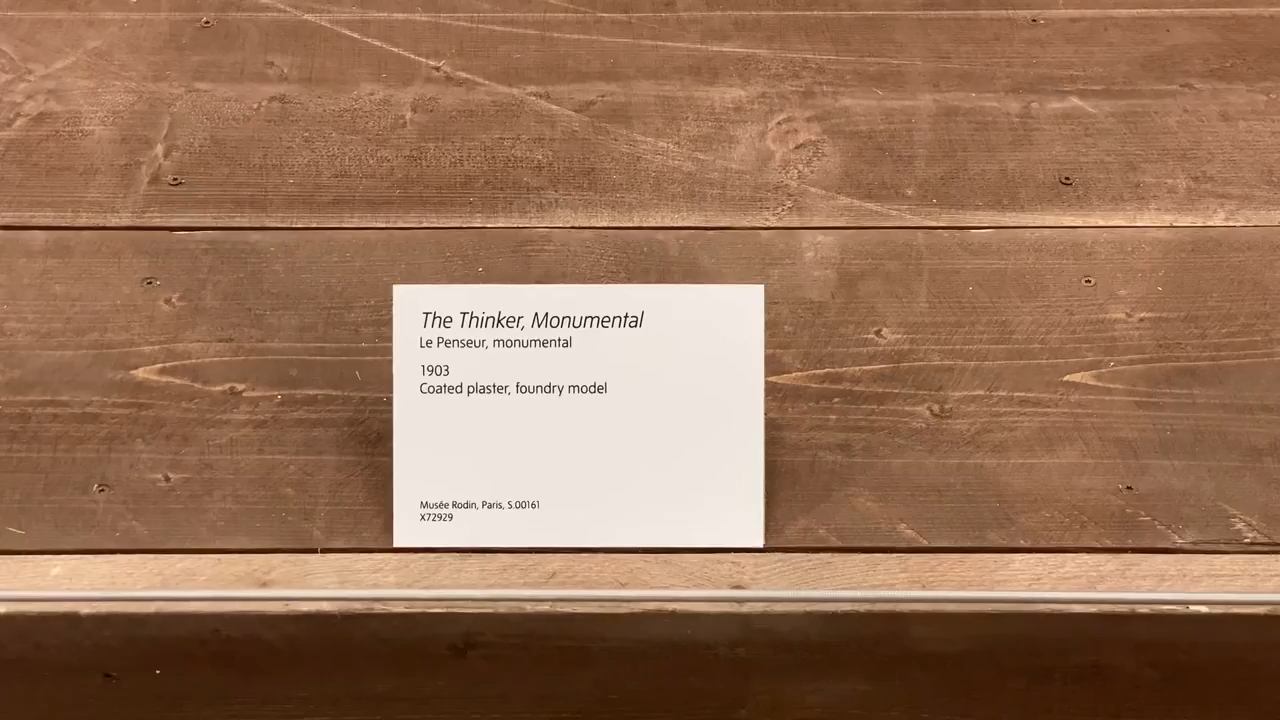 The Thinker, Monumental
Le Penseur, monumental
1903
Coated plaster, foundry model
Musée Rodin, Paris, S.00161
X72929